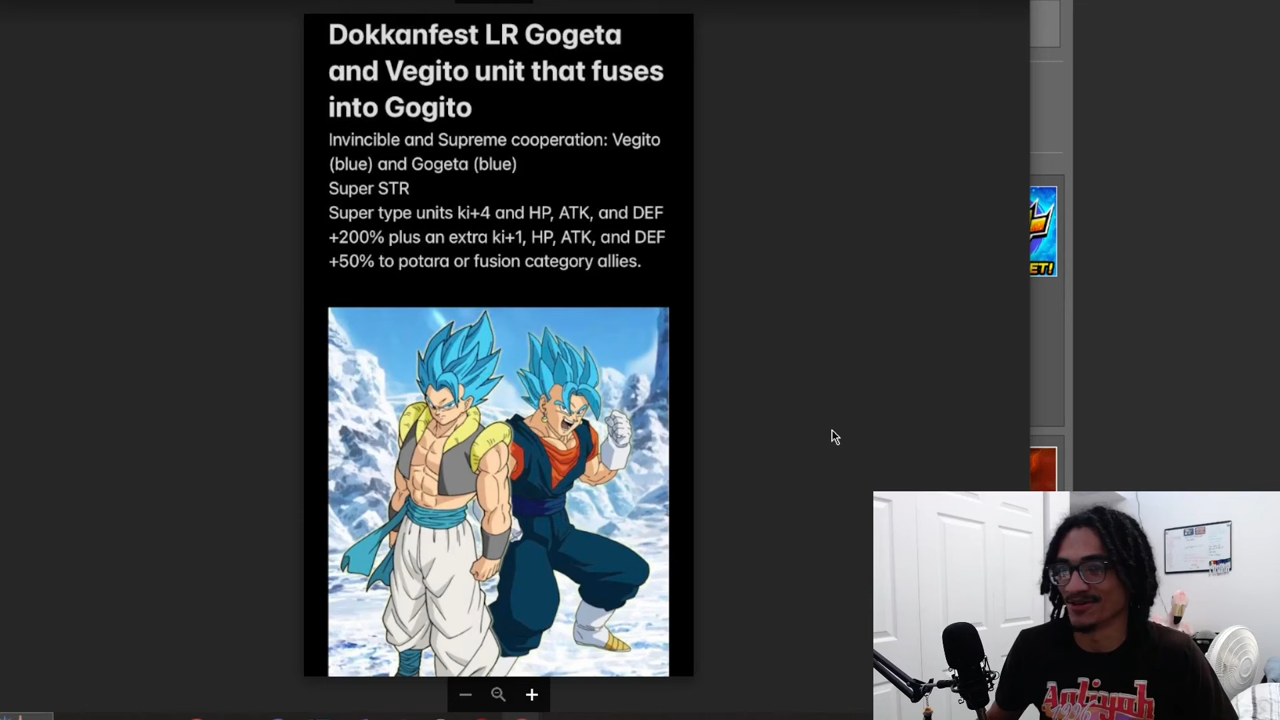 Dokkanfest LR Gogeta
and Vegito unit that fuses
into Gogito
Invincible and Supreme cooperation: Vegito
(blue) and Gogeta (blue)
Super STR
Super type units ki+4 and HP, ATK, and DEF
+200% plus an extra ki+1, HP, ATK, and DEF
+50% to potara or fusion category allies.
ET!
Aaliyah